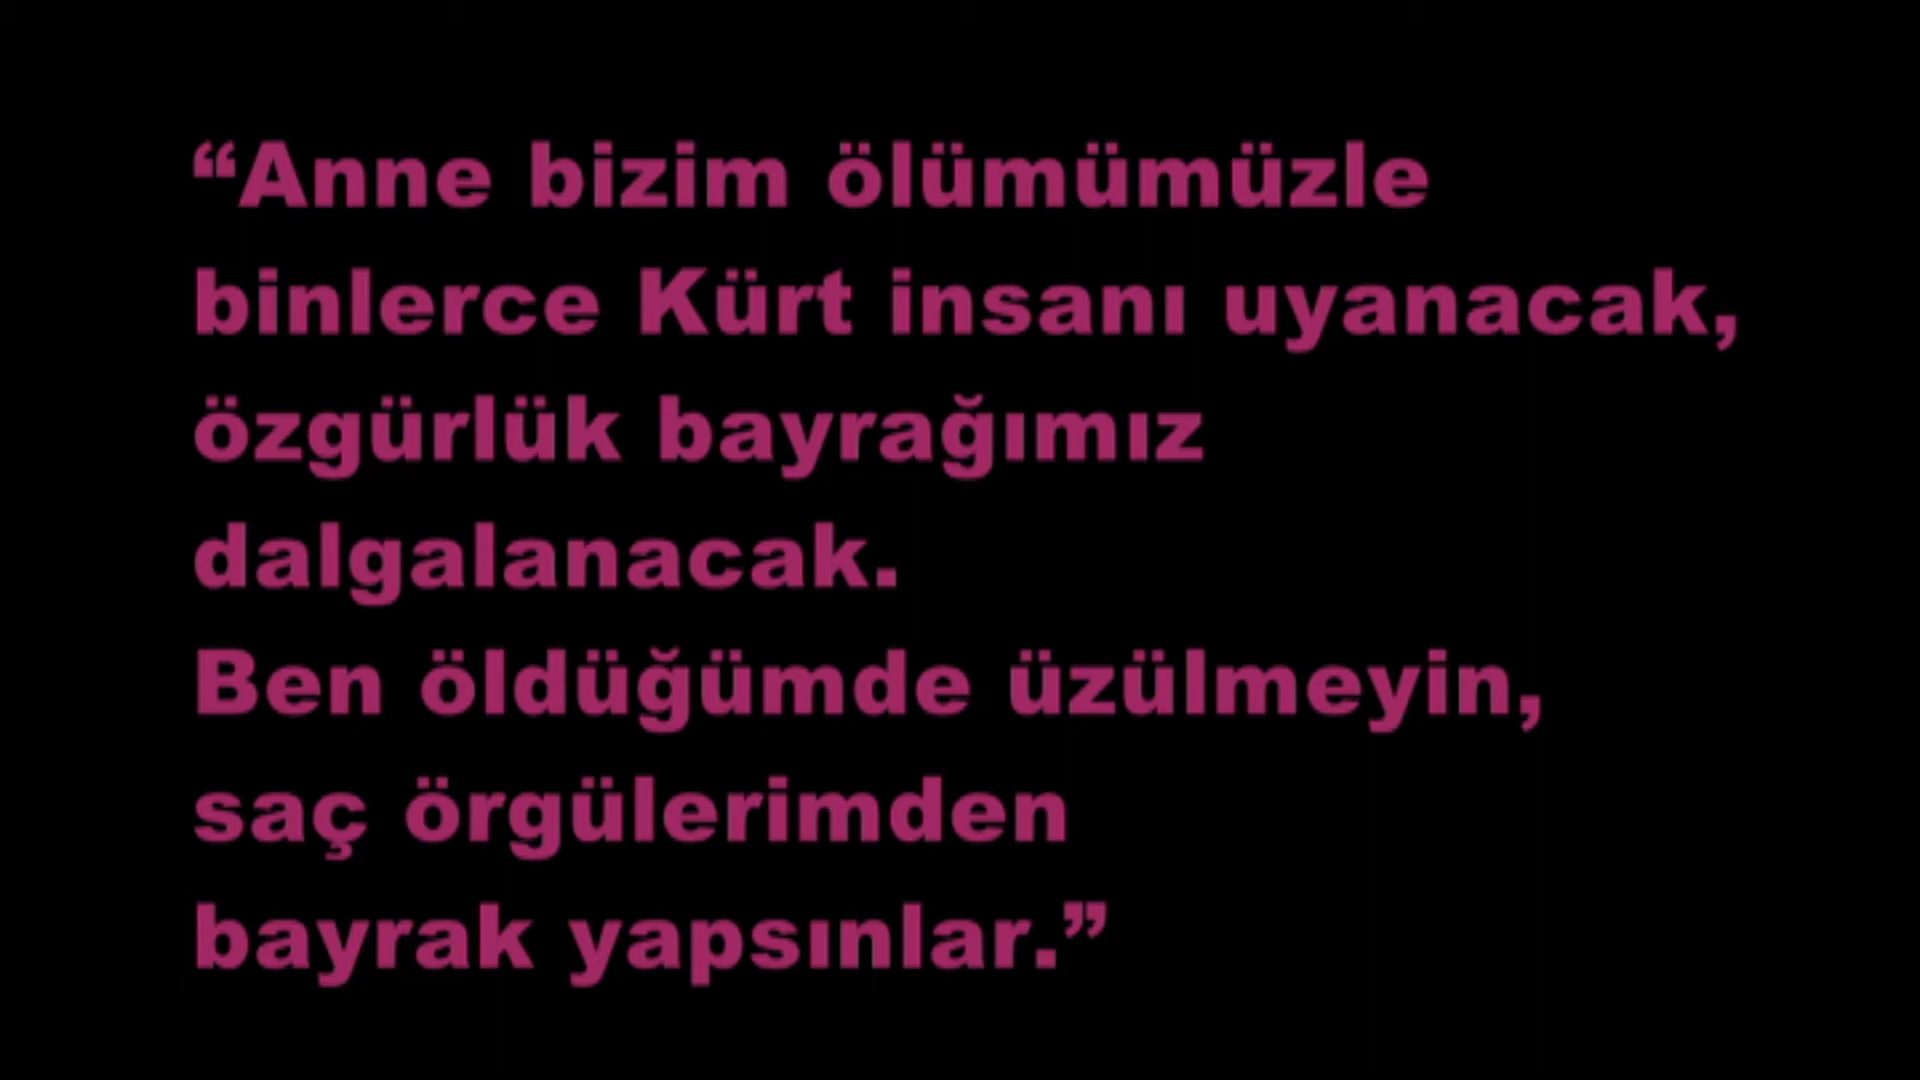 “Anne bizim ölümümüzle
binlerce Kürt insanı uyanacak,
özgürlük bayrağımız
dalgalanacak.
Ben öldüğümde üzülmeyin,
saç örgülerimden
bayrak yapsınlar.”